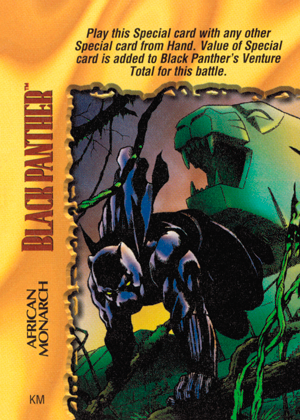 Play this Special card with any other
Special card from Hand. Value of Special
card is added to Black Panther's Venture
Total for this battle.
BLACK PANTHER™
AFRICAN
MONARCH
KM